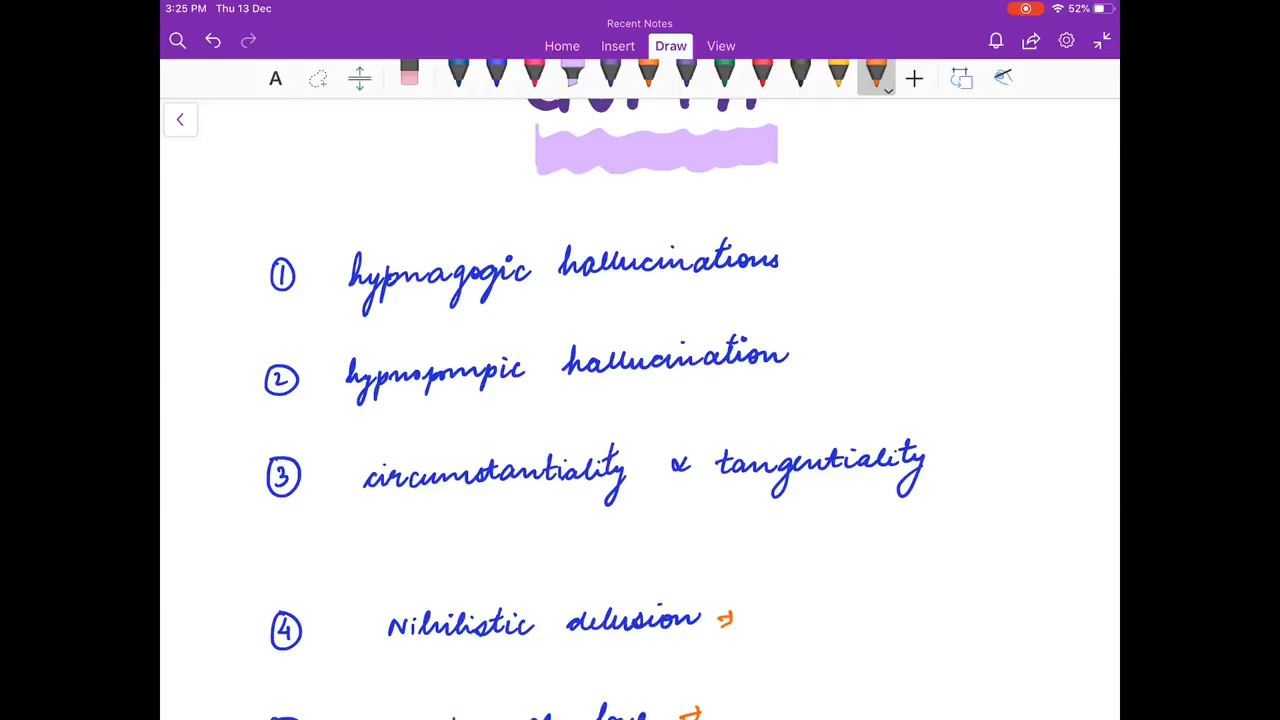 3:25 PM Thu 13 Dec 52%
Recent Notes
Home Insert Draw View
A
① hypnagogic hallucinations
② hypnopompic hallucination
③ circumstantiality & tangentiality
④ Nihilistic delusion →